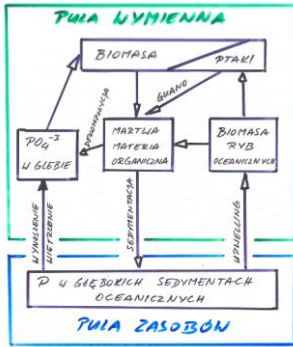 PULA WYMIENNA
BIOMASA
PTAKI
GUANO
DEKOMPOZYCJA
PO4-3
W GLEBIE
MARTWA
MATERIA
ORGANICZNA
BIOMASA
RYB
OCEANICZNYCH
WYNOSZENIE
WIETRZENIE
SEDYMENTACJA
UPWELLING
P W GŁĘBOKICH SEDYMENTACH
OCEANICZNYCH
PULA ZASOBÓW